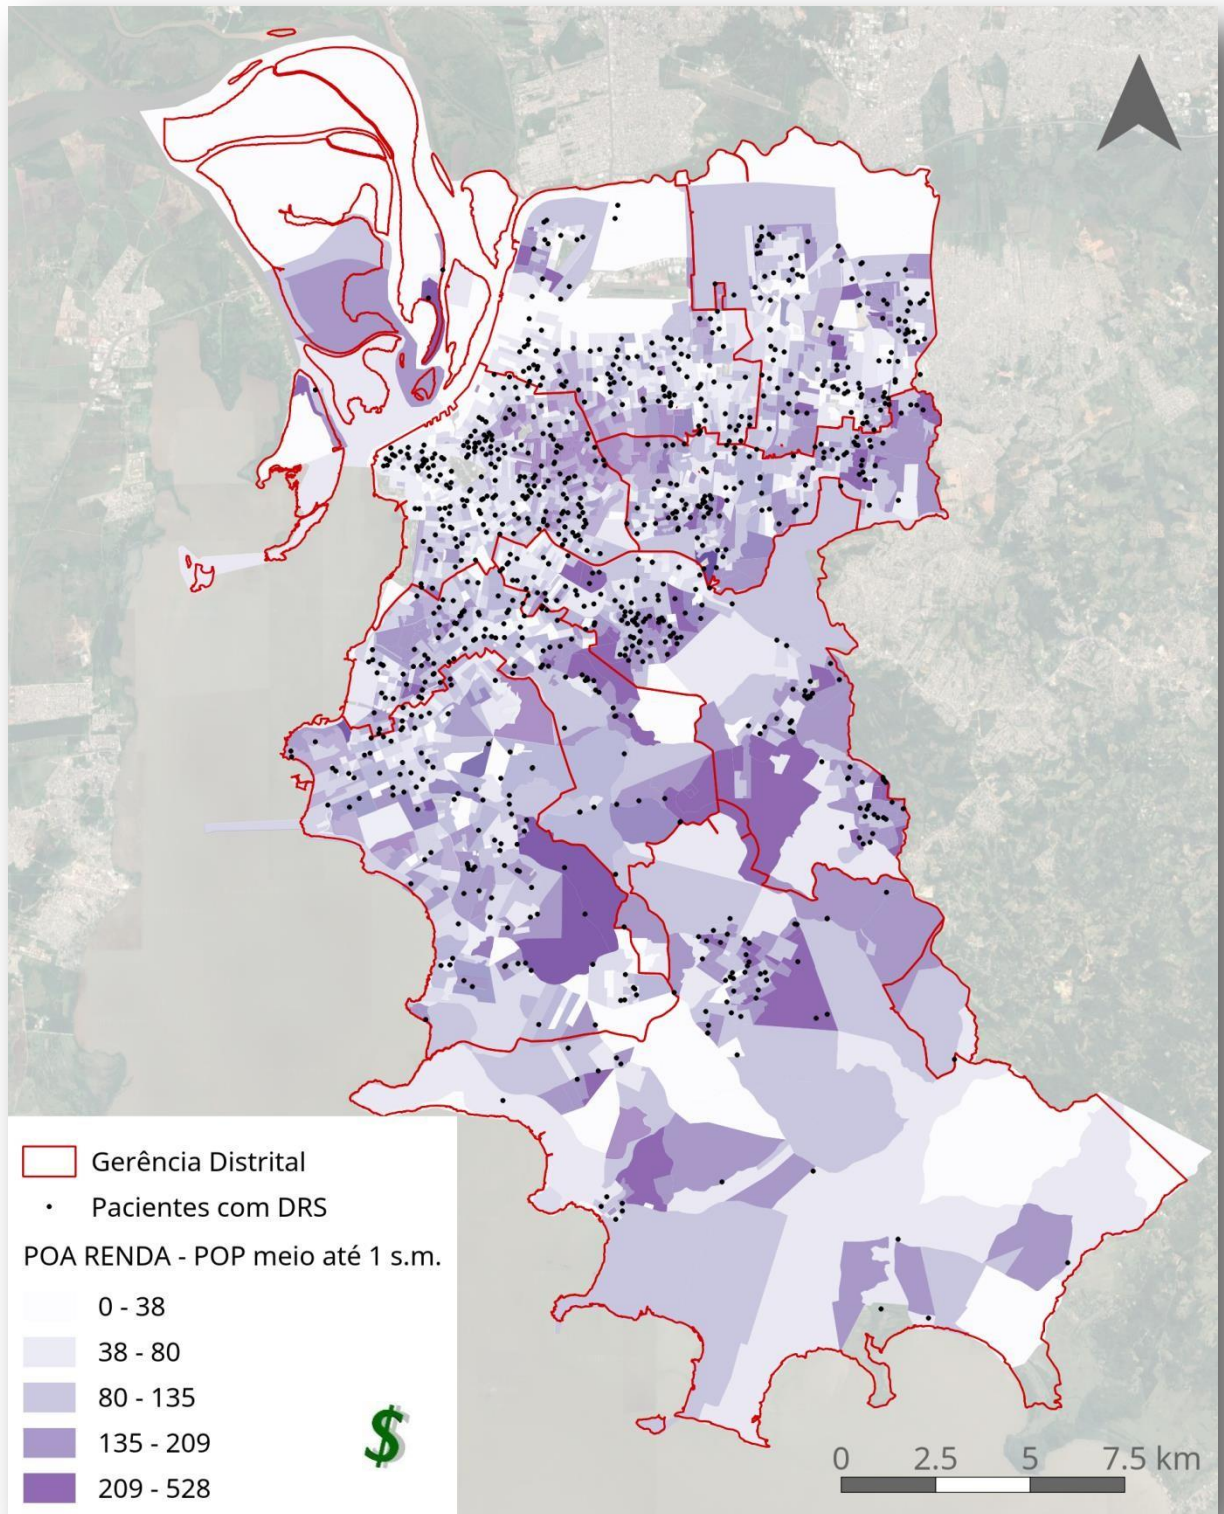 Gerência Distrital
Pacientes com DRS
POA RENDA - POP meio até 1 s.m.
0 - 38
38 - 80
80 - 135
135 - 209
209 - 528
$
0 2.5 5 7.5 km